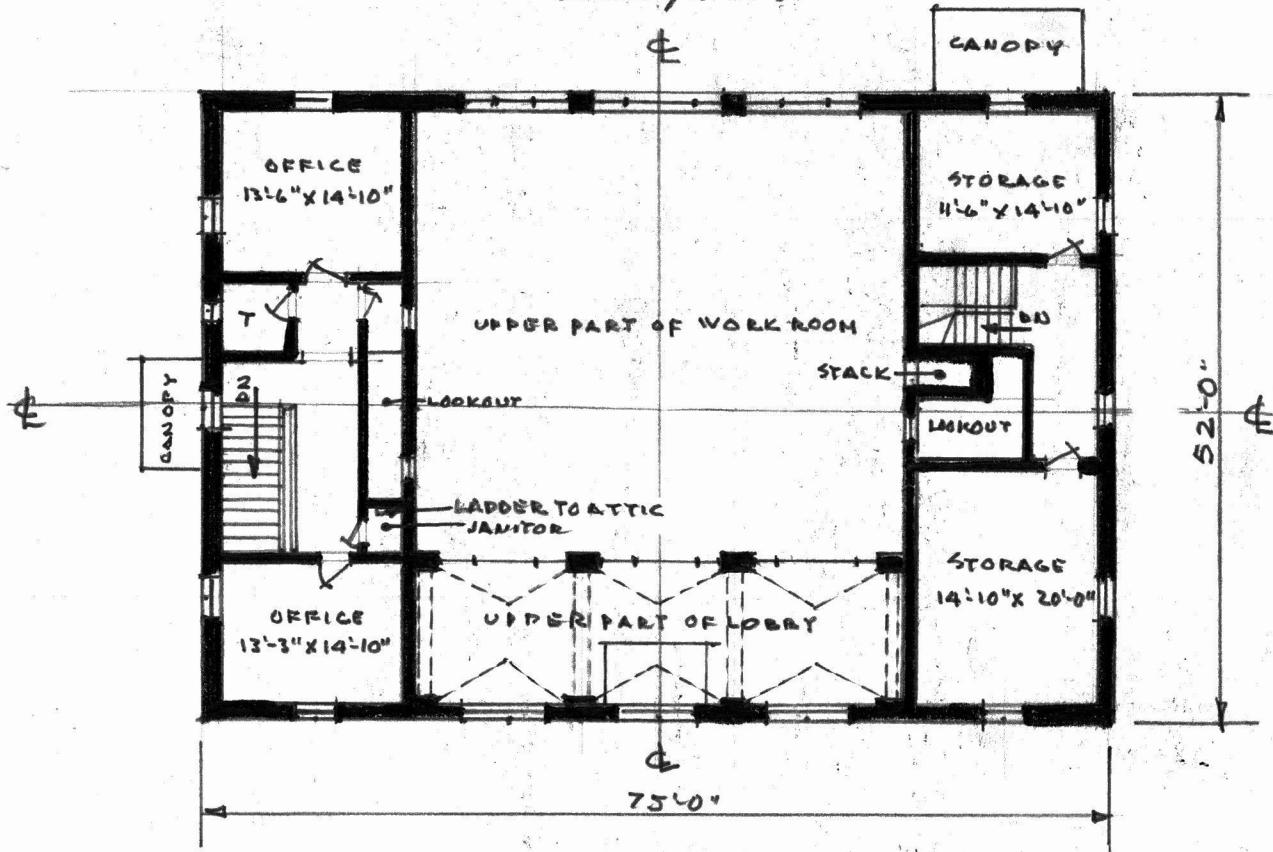 ℄
CANOPY
OFFICE
13'-6" X 14'-10"
STORAGE
11'-6" X 14'-10"
T
UPPER PART OF WORK ROOM
DN
STACK
CANOPY
DN
LOOKOUT
LOOKOUT
℄
℄
52'-0"
LADDER TO ATTIC
JANITOR
STORAGE
14'-10" X 20'-0"
OFFICE
13'-3" X 14'-10"
UPPER PART OF LOBBY
℄
75'-0"